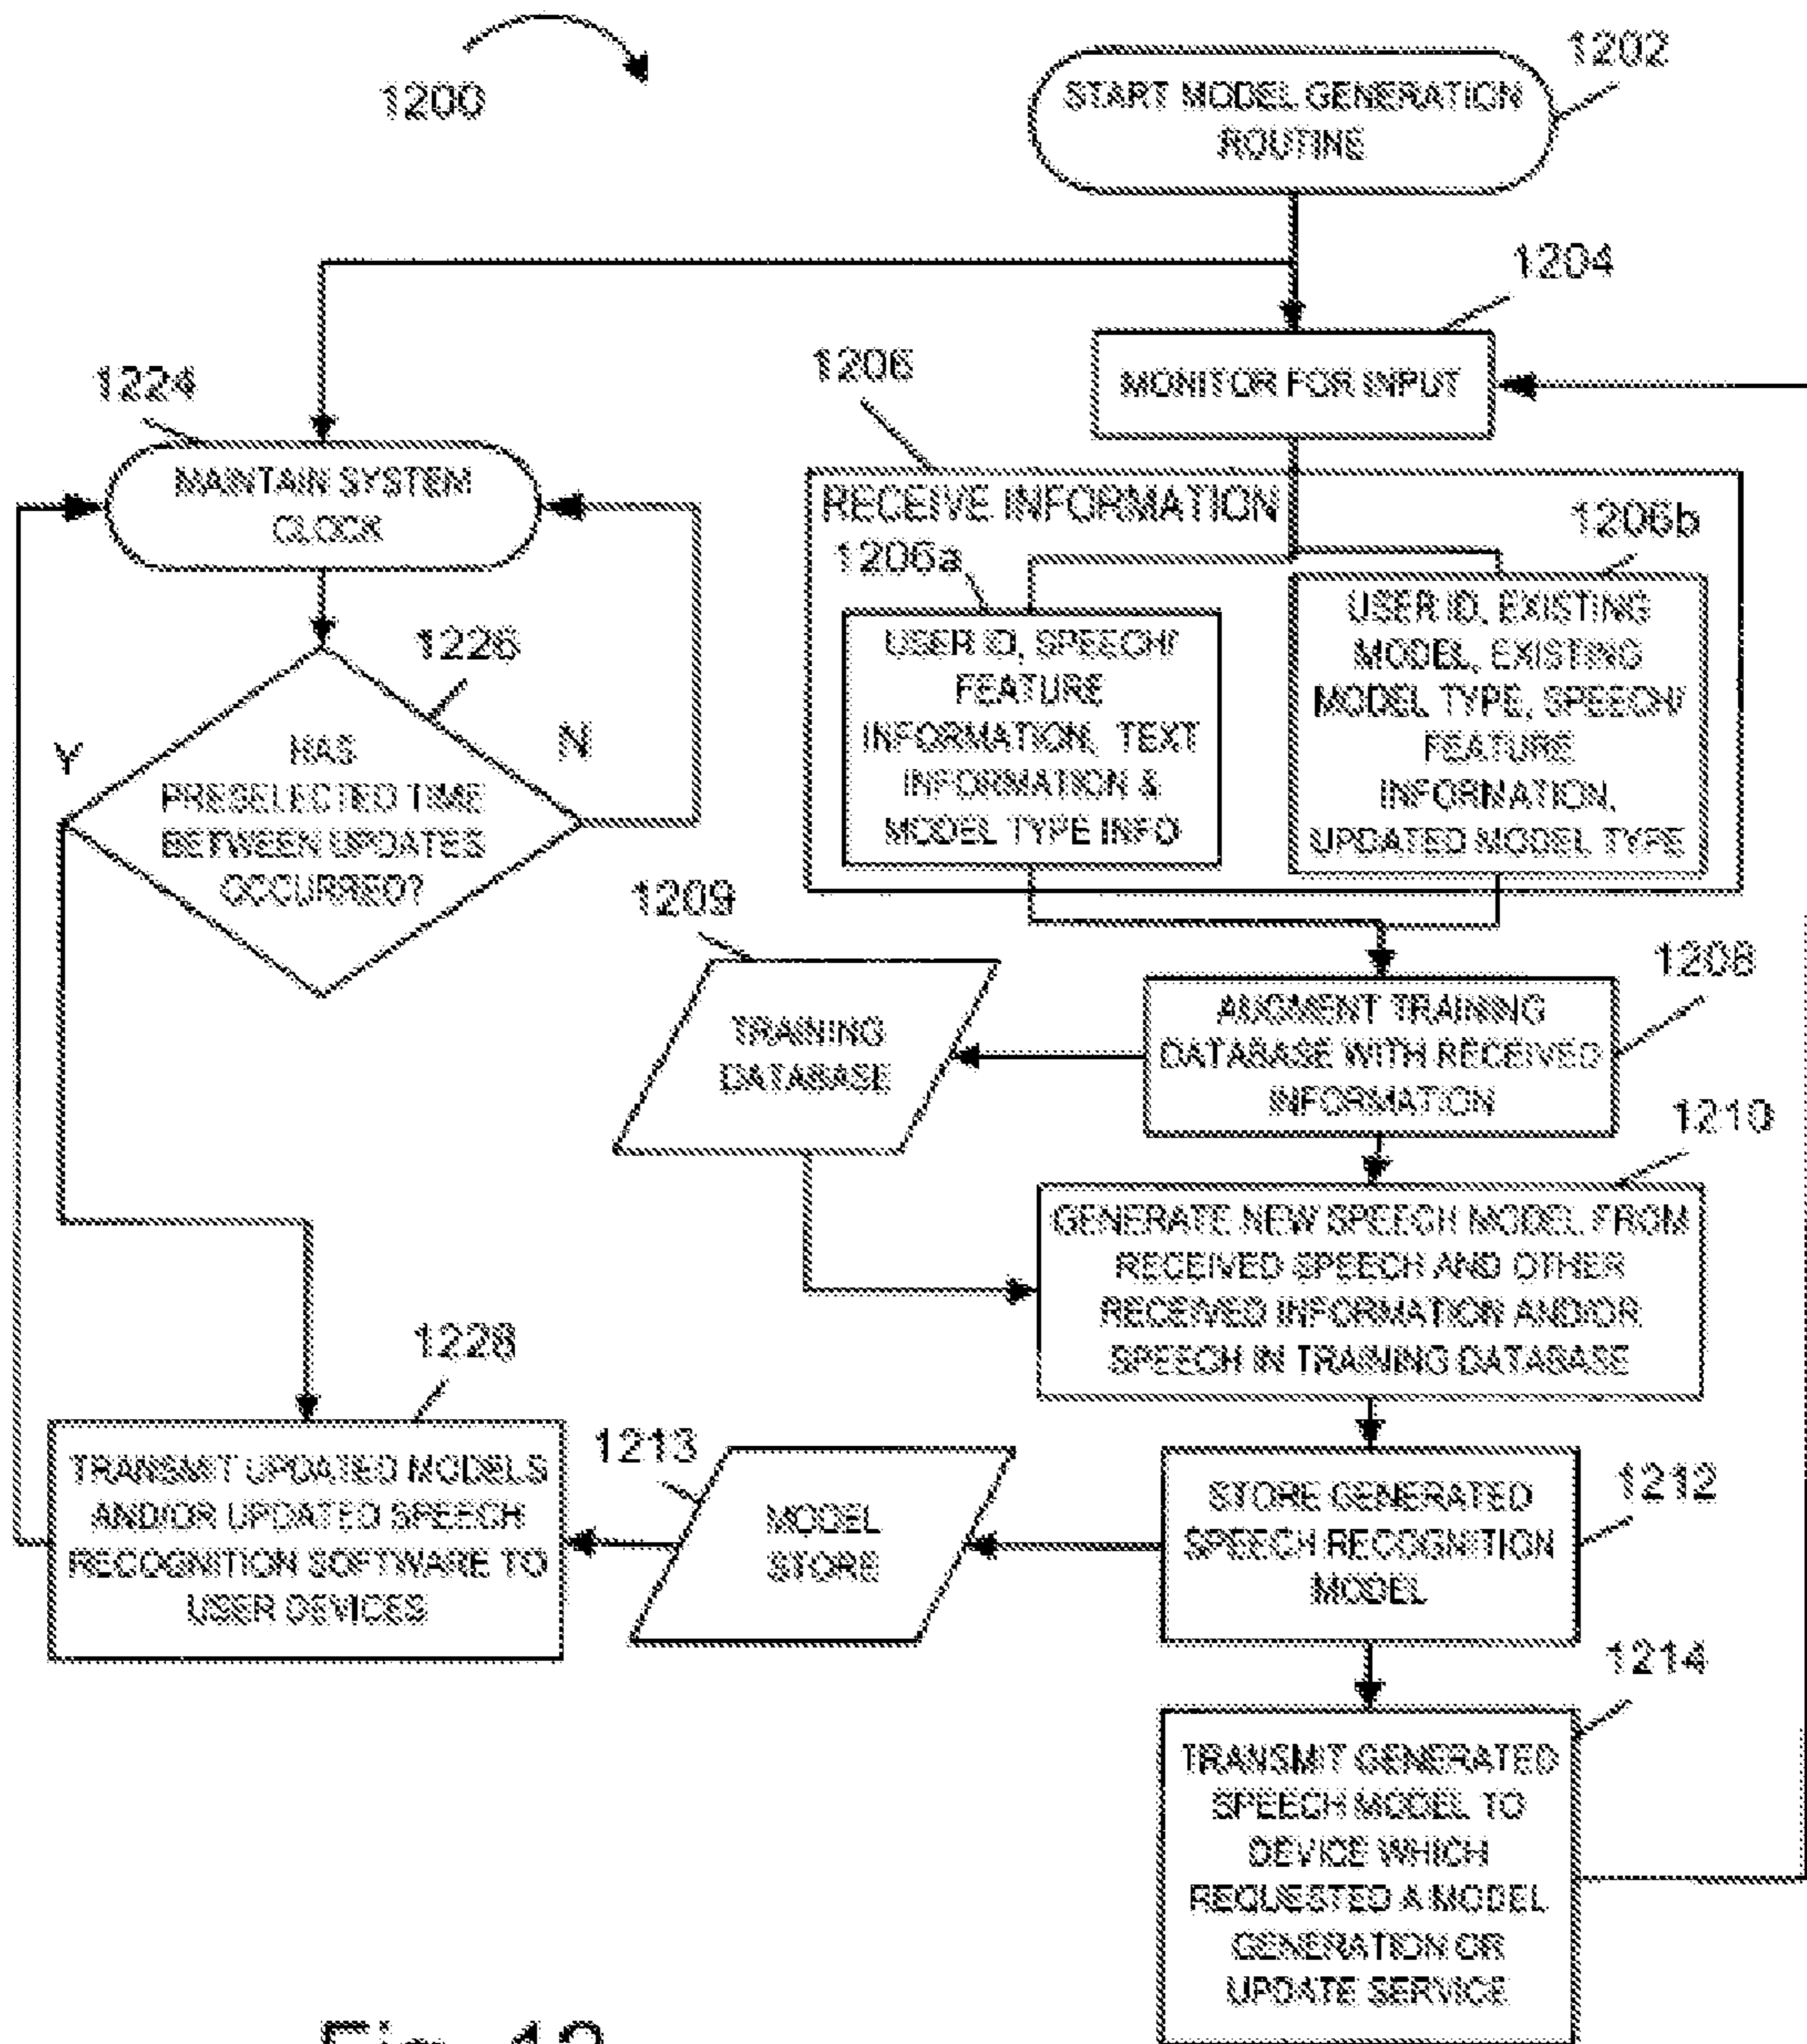 1200
1202
START MODEL GENERATION
ROUTINE
1204
MONITOR FOR INPUT
1206
RECEIVE INFORMATION
1206a
USER ID, SPEECH/
FEATURE
INFORMATION, TEXT
INFORMATION &
MODEL TYPE INFO
1206b
USER ID, EXISTING
MODEL, EXISTING
MODEL TYPE, SPEECH/
FEATURE
INFORMATION,
UPDATED MODEL TYPE
1224
MAINTAIN SYSTEM
CLOCK
1226
Y
N
HAS
PRESELECTED TIME
BETWEEN UPDATES
OCCURRED?
1209
TRAINING
DATABASE
1208
AUGMENT TRAINING
DATABASE WITH RECEIVED
INFORMATION
1210
GENERATE NEW SPEECH MODEL FROM
RECEIVED SPEECH AND OTHER
RECEIVED INFORMATION AND/OR
SPEECH IN TRAINING DATABASE
1228
TRANSMIT UPDATED MODELS
AND/OR UPDATED SPEECH
RECOGNITION SOFTWARE TO
USER DEVICES
1213
MODEL
STORE
1212
STORE GENERATED
SPEECH RECOGNITION
MODEL
1214
TRANSMIT GENERATED
SPEECH MODEL TO
DEVICE WHICH
REQUESTED A MODEL
GENERATION OR
UPDATE SERVICE
Fig. 12